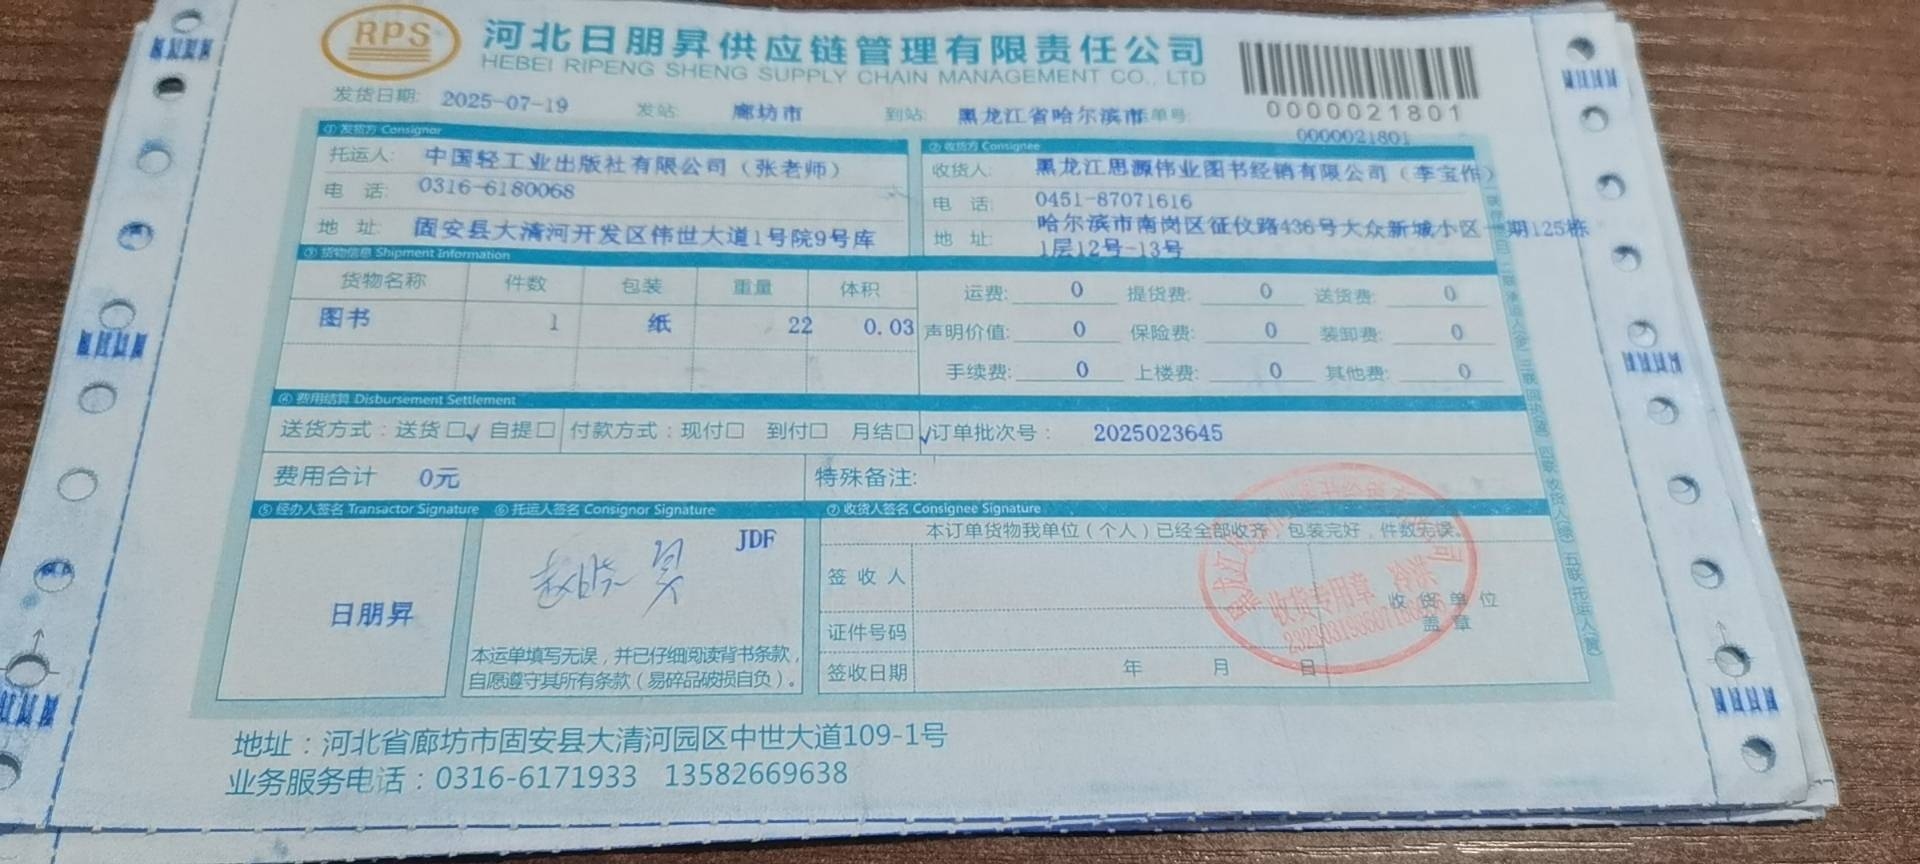 RPS
河北日朋昇供应链管理有限责任公司
HEBEI RIPENG SHENG SUPPLY CHAIN MANAGEMENT CO., LTD
0000021801
发货日期: 2025-07-19 发站: 廊坊市 到站: 黑龙江省哈尔滨市 单号:
0000021801
① 发货方 Consignor
托运人: 中国轻工业出版社有限公司（张老师）
电 话: 0316-6180068
地 址: 固安县大清河开发区伟世大道1号院9号库
② 收货方 Consignee
收货人: 黑龙江思源伟业图书经销有限公司（李宝作）
电 话: 0451-87071616
地 址: 哈尔滨市南岗区征仪路436号大众新城小区一期125栋
1层12号-13号
③ 货物信息 Shipment Information
货物名称 件数 包装 重量 体积
图书 1 纸 22 0.03
运费: 0 提货费: 0 送货费: 0
声明价值: 0 保险费: 0 装卸费: 0
手续费: 0 上楼费: 0 其他费: 0
④ 费用结算 Disbursement Settlement
送货方式：送货☐√ 自提☐ 付款方式：现付☐ 到付☐ 月结☐√ 订单批次号： 2025023645
费用合计 0元 特殊备注:
⑤ 经办人签名 Transactor Signature ⑥ 托运人签名 Consignor Signature ⑦ 收货人签名 Consignee Signature
日朋昇
JDF
本运单填写无误，并已仔细阅读背书条款，
自愿遵守其所有条款（易碎品破损自负）。
本订单货物我单位（个人）已经全部收齐，包装完好，件数无误。
签 收 人
证件号码
签收日期 年 月 日
收 货 单 位
盖 章
收货专用章
地址：河北省廊坊市固安县大清河园区中世大道109-1号
业务服务电话：0316-6171933 13582669638